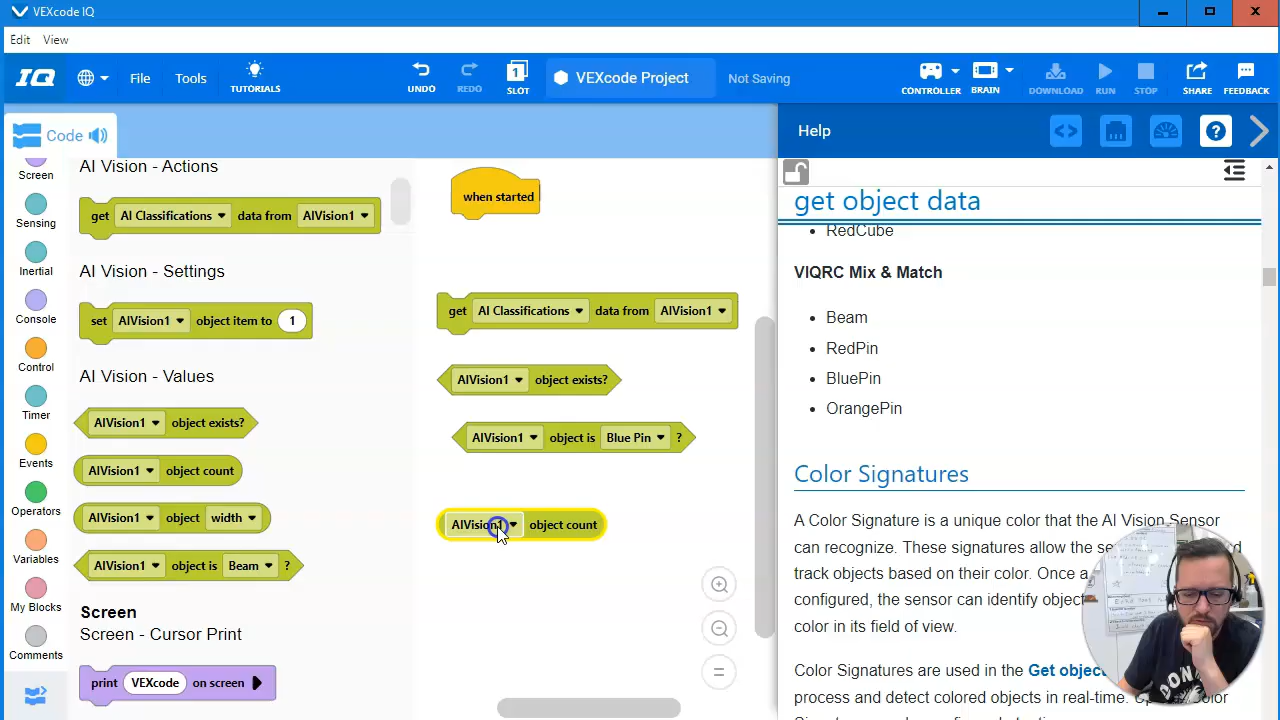 VEXcode IQ
Edit View
IQ File Tools TUTORIALS UNDO REDO 1 SLOT VEXcode Project Not Saving CONTROLLER BRAIN DOWNLOAD RUN STOP SHARE FEEDBACK
Code
Screen
Sensing
Inertial
Console
Control
Timer
Events
Operators
Variables
My Blocks
Comments
AI Vision - Actions
get AI Classifications data from AIVision1
AI Vision - Settings
set AIVision1 object item to 1
AI Vision - Values
AIVision1 object exists?
AIVision1 object count
AIVision1 object width
AIVision1 object is Beam ?
Screen
Screen - Cursor Print
print VEXcode on screen
when started
get AI Classifications data from AIVision1
AIVision1 object exists?
AIVision1 object is Blue Pin ?
AIVision1 object count
Help
get object data
• RedCube
VIQRC Mix & Match
• Beam
• RedPin
• BluePin
• OrangePin
Color Signatures
A Color Signature is a unique color that the AI Vision Sensor
can recognize. These signatures allow the
track objects based on their color. Once a
configured, the sensor can identify
color in its field of view.
Color Signatures are used in the Get
process and detect colored objects in real-time.